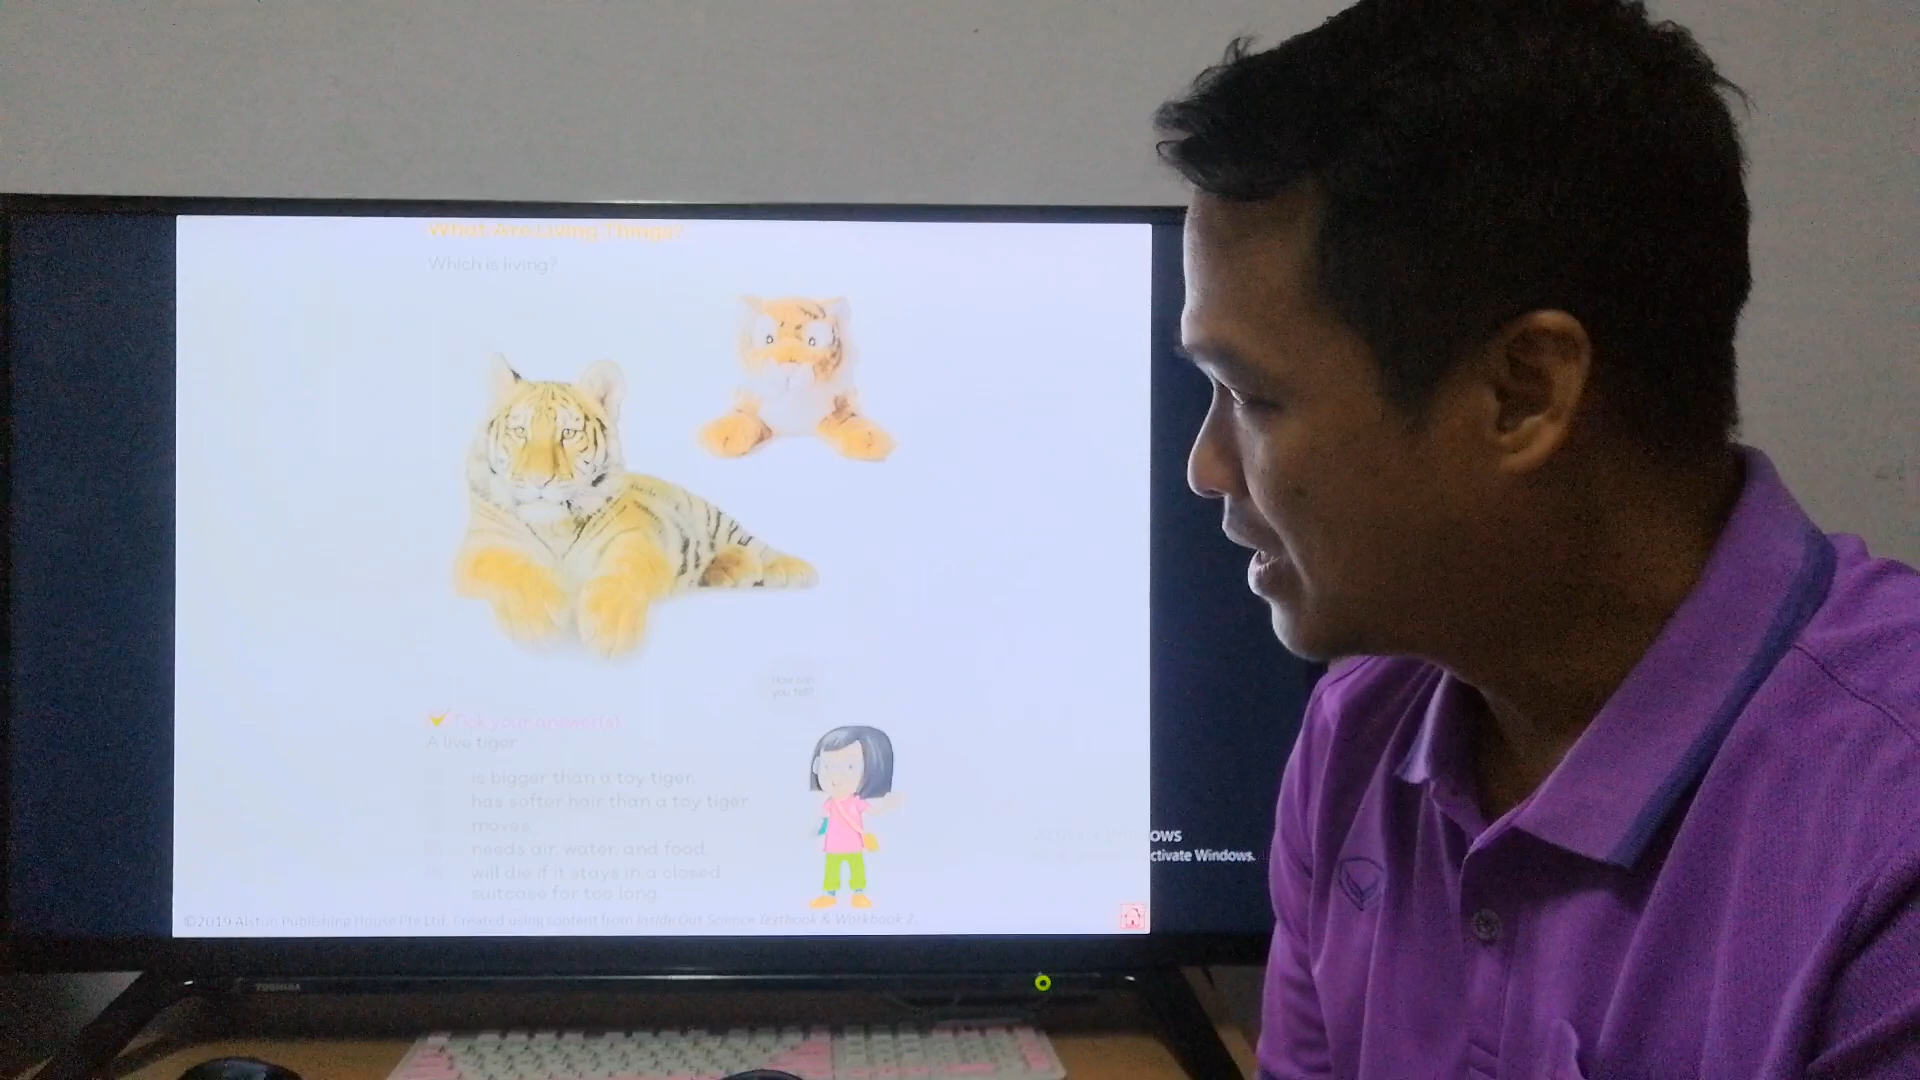 What Are Living Things?
Which is living?
How can
you tell?
Tick your answer(s).
A live tiger
is bigger than a toy tiger.
has softer hair than a toy tiger.
moves.
needs air, water, and food.
will die if it stays in a closed
suitcase for too long.
©2019 Alston Publishing House Pte Ltd. Created using content from Inside Out Science Textbook & Workbook 2.
ows
ctivate Windows.
TOSHIBA